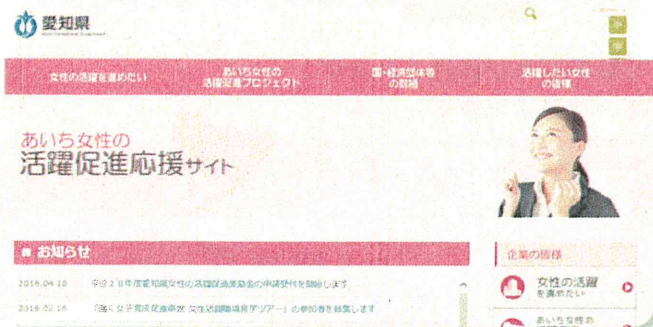 愛知県
女性の活躍を進めたい
あいち女性の
活躍促進プロジェクト
国・経済団体等
の取組
活躍したい女性
の皆様
あいち女性の
活躍促進応援サイト
お知らせ
企業の皆様
2016.04.18 平成28年度愛知県女性の活躍促進奨励金の申請受付を開始します
女性の活躍
を進めたい
2016.02.16 「働く女子育成促進事業 女性活躍職場見学ツアー」の参加者を募集します
あいち女性の